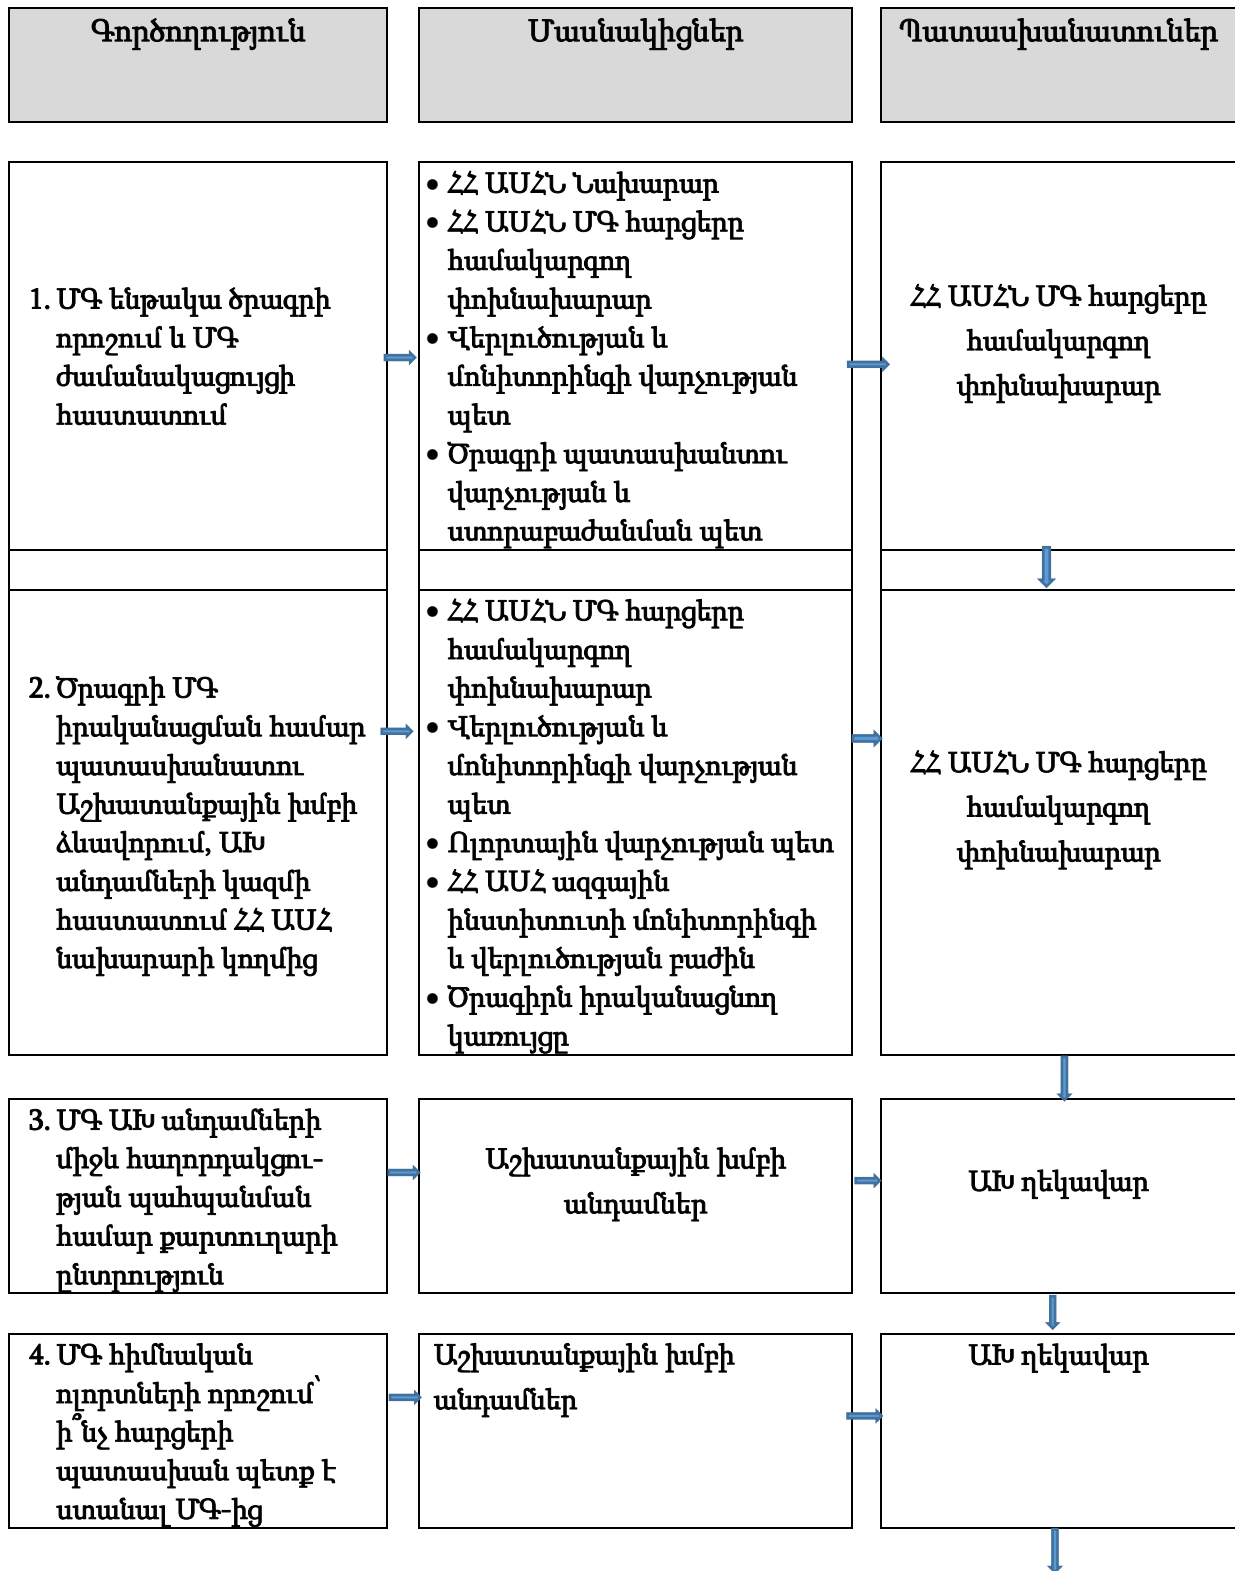 Գործողություն
Մասնակիցներ
Պատասխանատուներ
1. ՄԳ ենթակա ծրագրի
որոշում և ՄԳ
ժամանակացույցի
հաստատում
• ՀՀ ԱՍՀՆ Նախարար
• ՀՀ ԱՍՀՆ ՄԳ հարցերը
համակարգող
փոխնախարար
• Վերլուծության և
մոնիտորինգի վարչության
պետ
• Ծրագրի պատասխանտու
վարչության և
ստորաբաժանման պետ
ՀՀ ԱՍՀՆ ՄԳ հարցերը
համակարգող
փոխնախարար
2. Ծրագրի ՄԳ
իրականացման համար
պատասխանատու
Աշխատանքային խմբի
ձևավորում, ԱԽ
անդամների կազմի
հաստատում ՀՀ ԱՍՀ
նախարարի կողմից
• ՀՀ ԱՍՀՆ ՄԳ հարցերը
համակարգող
փոխնախարար
• Վերլուծության և
մոնիտորինգի վարչության
պետ
• Ոլորտային վարչության պետ
• ՀՀ ԱՍՀ ազգային
ինստիտուտի մոնիտորինգի
և վերլուծության բաժին
• Ծրագիրն իրականացնող
կառույցը
ՀՀ ԱՍՀՆ ՄԳ հարցերը
համակարգող
փոխնախարար
3. ՄԳ ԱԽ անդամների
միջև հաղորդակցու-
թյան պահպանման
համար քարտուղարի
ընտրություն
Աշխատանքային խմբի
անդամներ
ԱԽ ղեկավար
4. ՄԳ հիմնական
ոլորտների որոշում՝
ի՞նչ հարցերի
պատասխան պետք է
ստանալ ՄԳ-ից
Աշխատանքային խմբի
անդամներ
ԱԽ ղեկավար